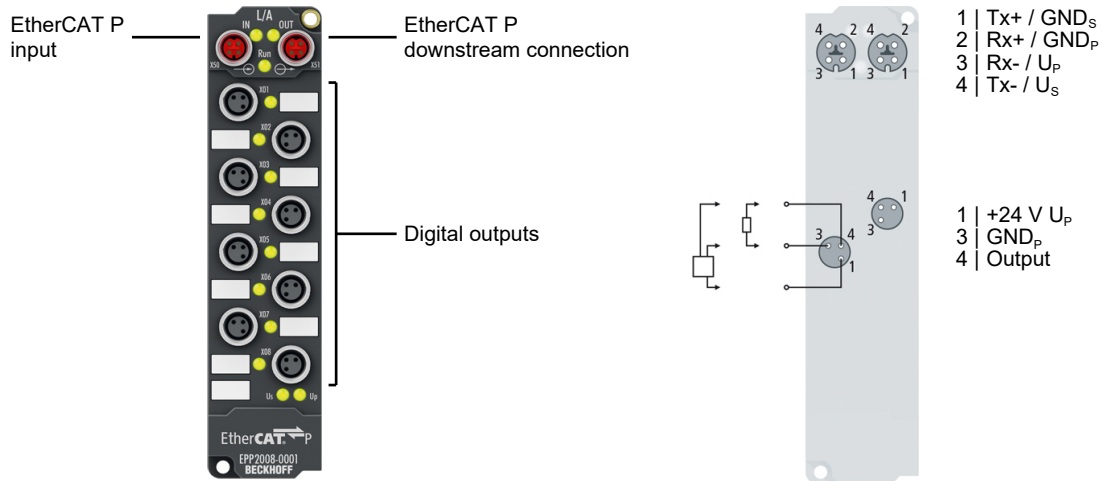 EtherCAT P
input
L/A
IN OUT
Run
X50 X51
EtherCAT P
downstream connection
X01
X02
X03
X04
X05
X06
X07
X08
Us Up
Digital outputs
EtherCAT P
EPP2008-0001
BECKHOFF
4 2 4 2
3 1 3 1
1 | Tx+ / GNDS
2 | Rx+ / GNDP
3 | Rx- / UP
4 | Tx- / US
4 1
3
3 4
1
1 | +24 V UP
3 | GNDP
4 | Output